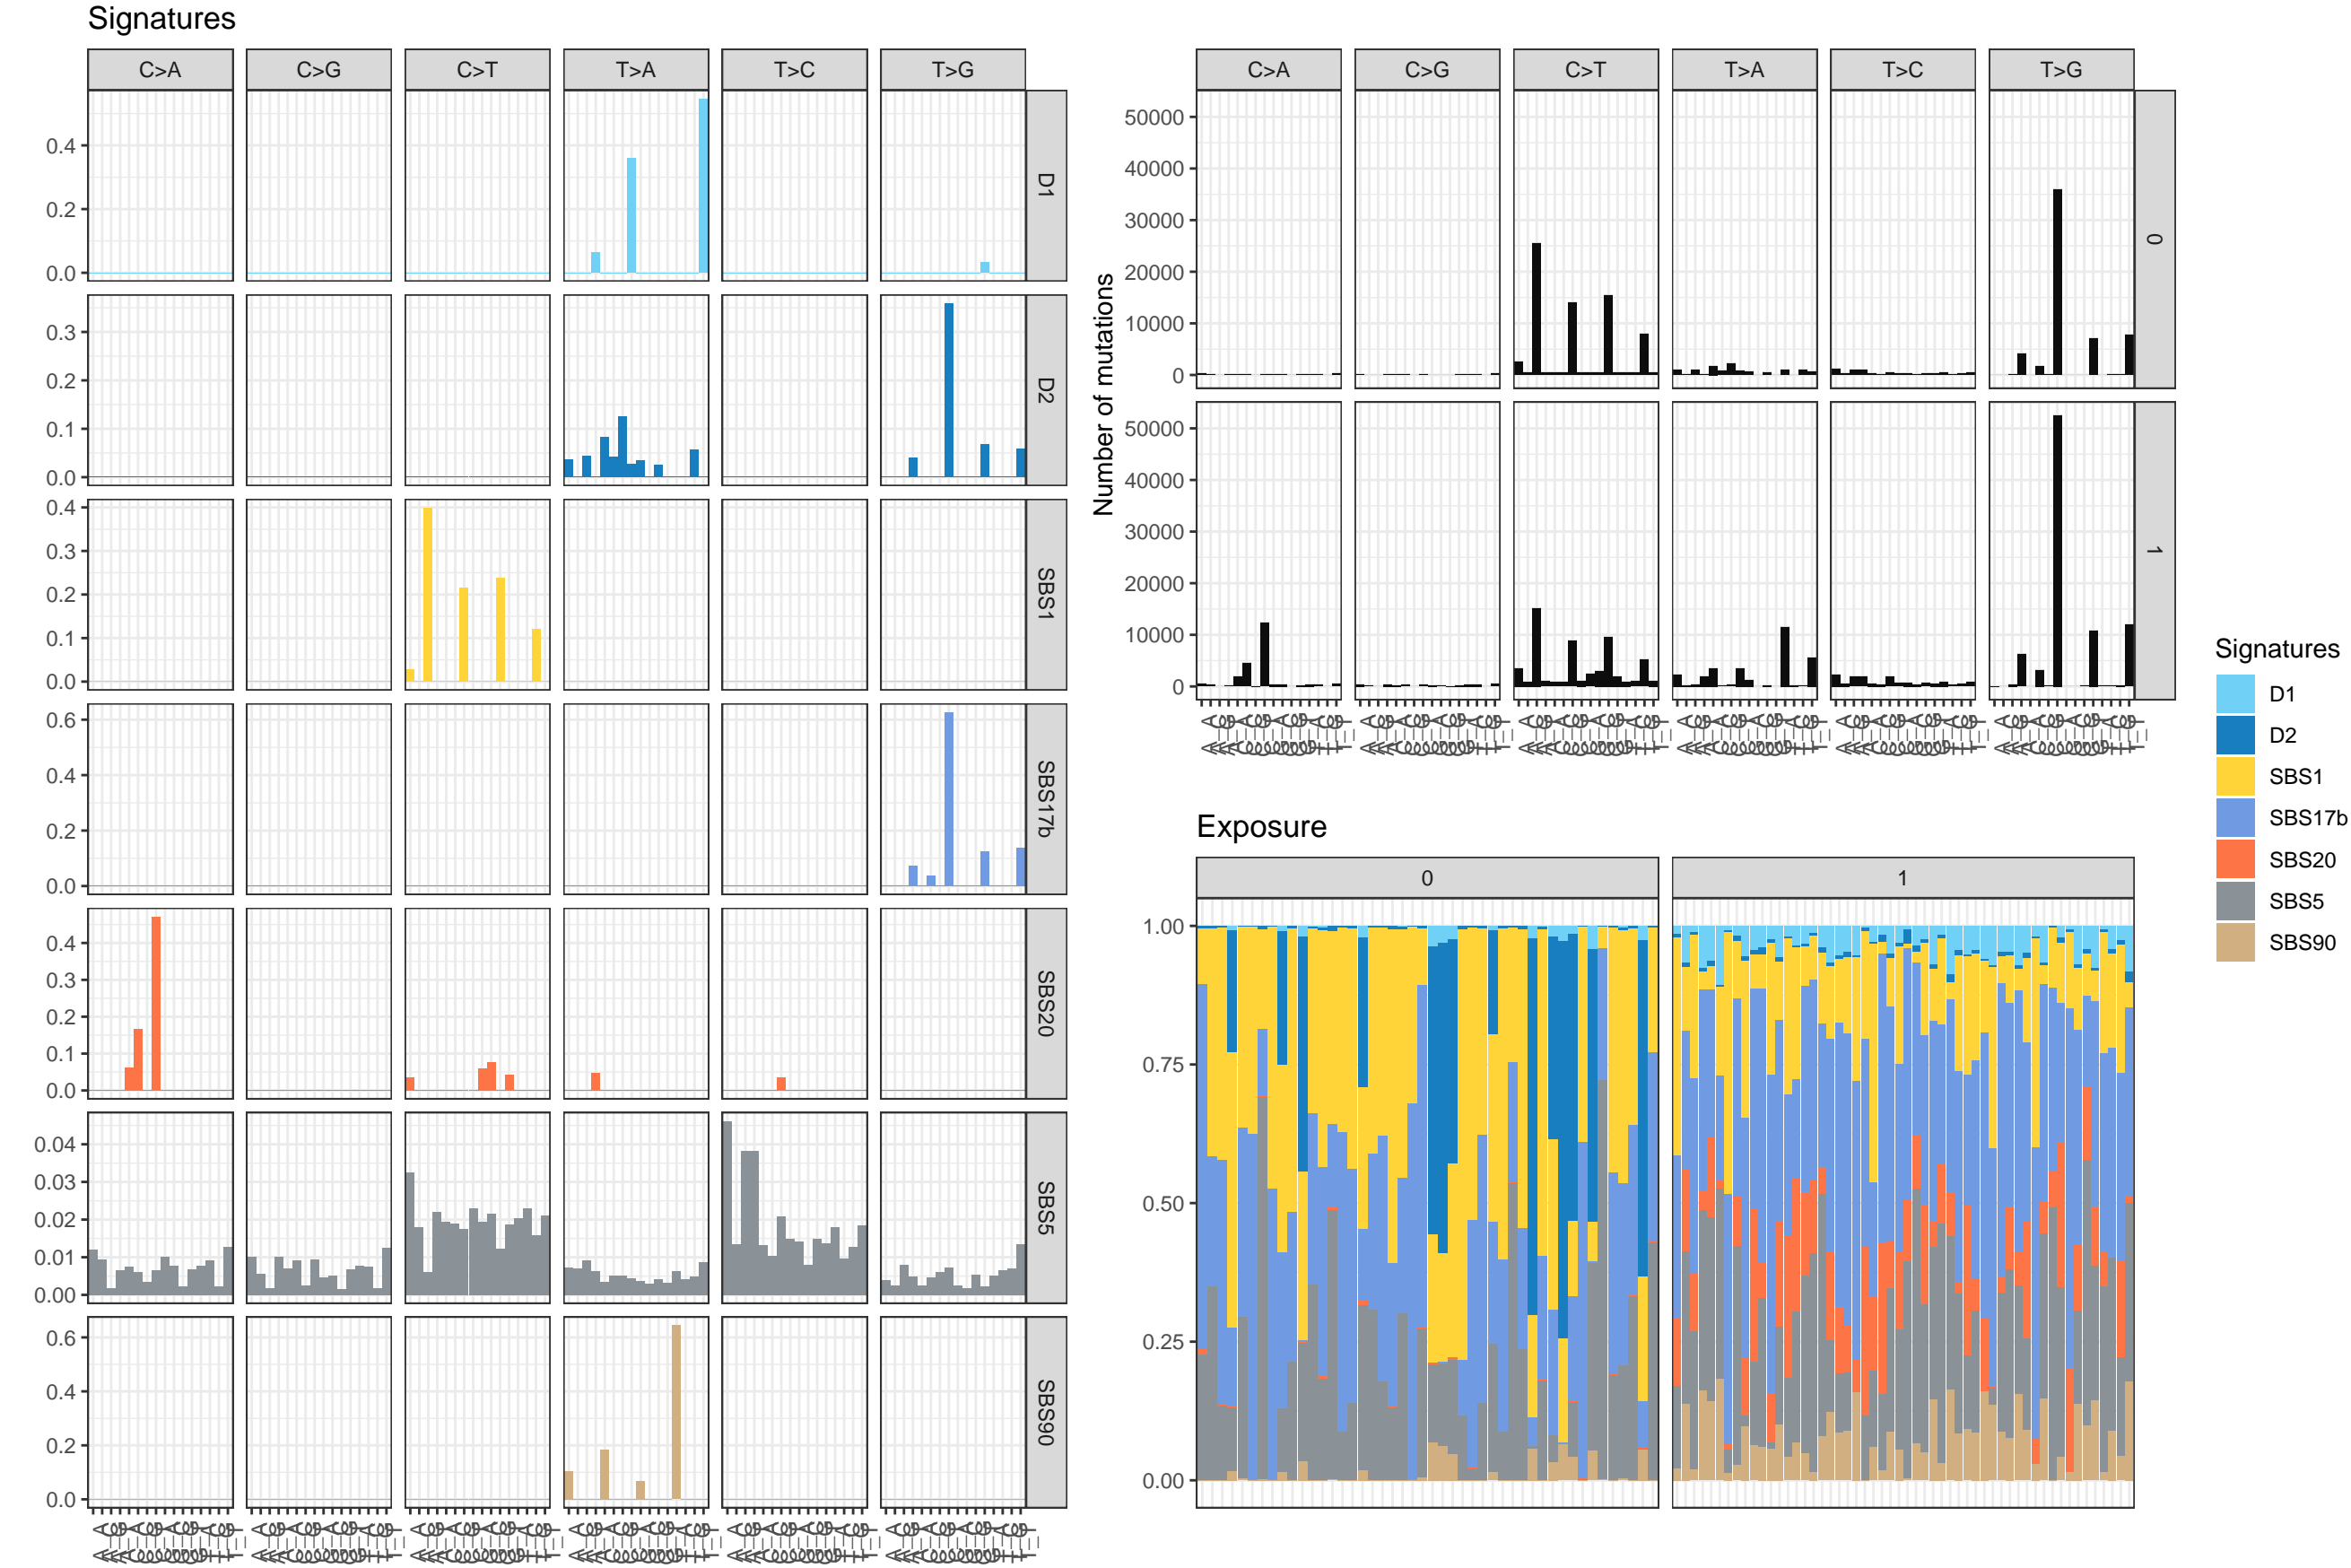 Signatures
C>A C>G C>T T>A T>C T>G
0.4
0.2
0.0
D1
0.3
0.2
0.1
0.0
D2
0.4
0.3
0.2
0.1
0.0
SBS1
0.6
0.4
0.2
0.0
SBS17b
0.4
0.3
0.2
0.1
0.0
SBS20
0.04
0.03
0.02
0.01
0.00
SBS5
0.6
0.4
0.2
0.0
SBS90
C>A C>G C>T T>A T>C T>G
Number of mutations
50000
40000
30000
20000
10000
0
0
50000
40000
30000
20000
10000
0
1
Exposure
0 1
1.00
0.75
0.50
0.25
0.00
Signatures
D1
D2
SBS1
SBS17b
SBS20
SBS5
SBS90